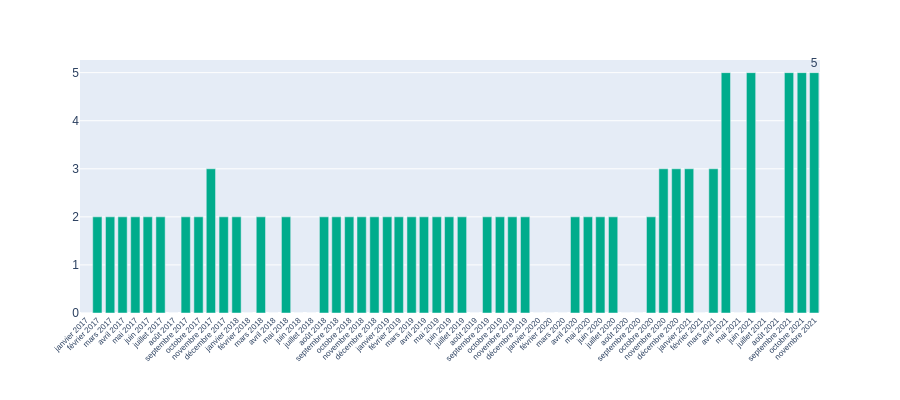 5
5
4
3
2
1
0
janvier 2017
février 2017
mars 2017
avril 2017
mai 2017
juin 2017
juillet 2017
août 2017
septembre 2017
octobre 2017
novembre 2017
décembre 2017
janvier 2018
février 2018
mars 2018
avril 2018
mai 2018
juin 2018
juillet 2018
août 2018
septembre 2018
octobre 2018
novembre 2018
décembre 2018
janvier 2019
février 2019
mars 2019
avril 2019
mai 2019
juin 2019
juillet 2019
août 2019
septembre 2019
octobre 2019
novembre 2019
décembre 2019
janvier 2020
février 2020
mars 2020
avril 2020
mai 2020
juin 2020
juillet 2020
août 2020
septembre 2020
octobre 2020
novembre 2020
décembre 2020
janvier 2021
février 2021
mars 2021
avril 2021
mai 2021
juin 2021
juillet 2021
août 2021
septembre 2021
octobre 2021
novembre 2021